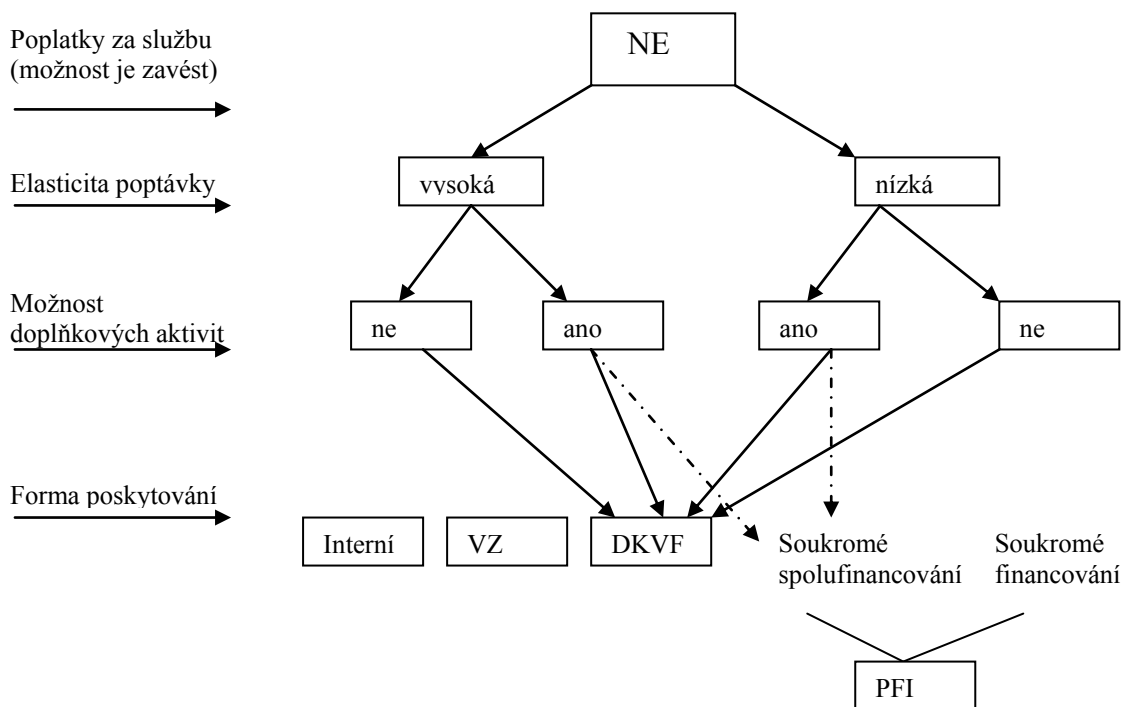 Poplatky za službu
(možnost je zavést)
NE
Elasticita poptávky
vysoká
nízká
Možnost
doplňkových aktivit
ne
ano
ano
ne
Forma poskytování
Interní
VZ
DKVF
Soukromé
spolufinancování
Soukromé
financování
PFI